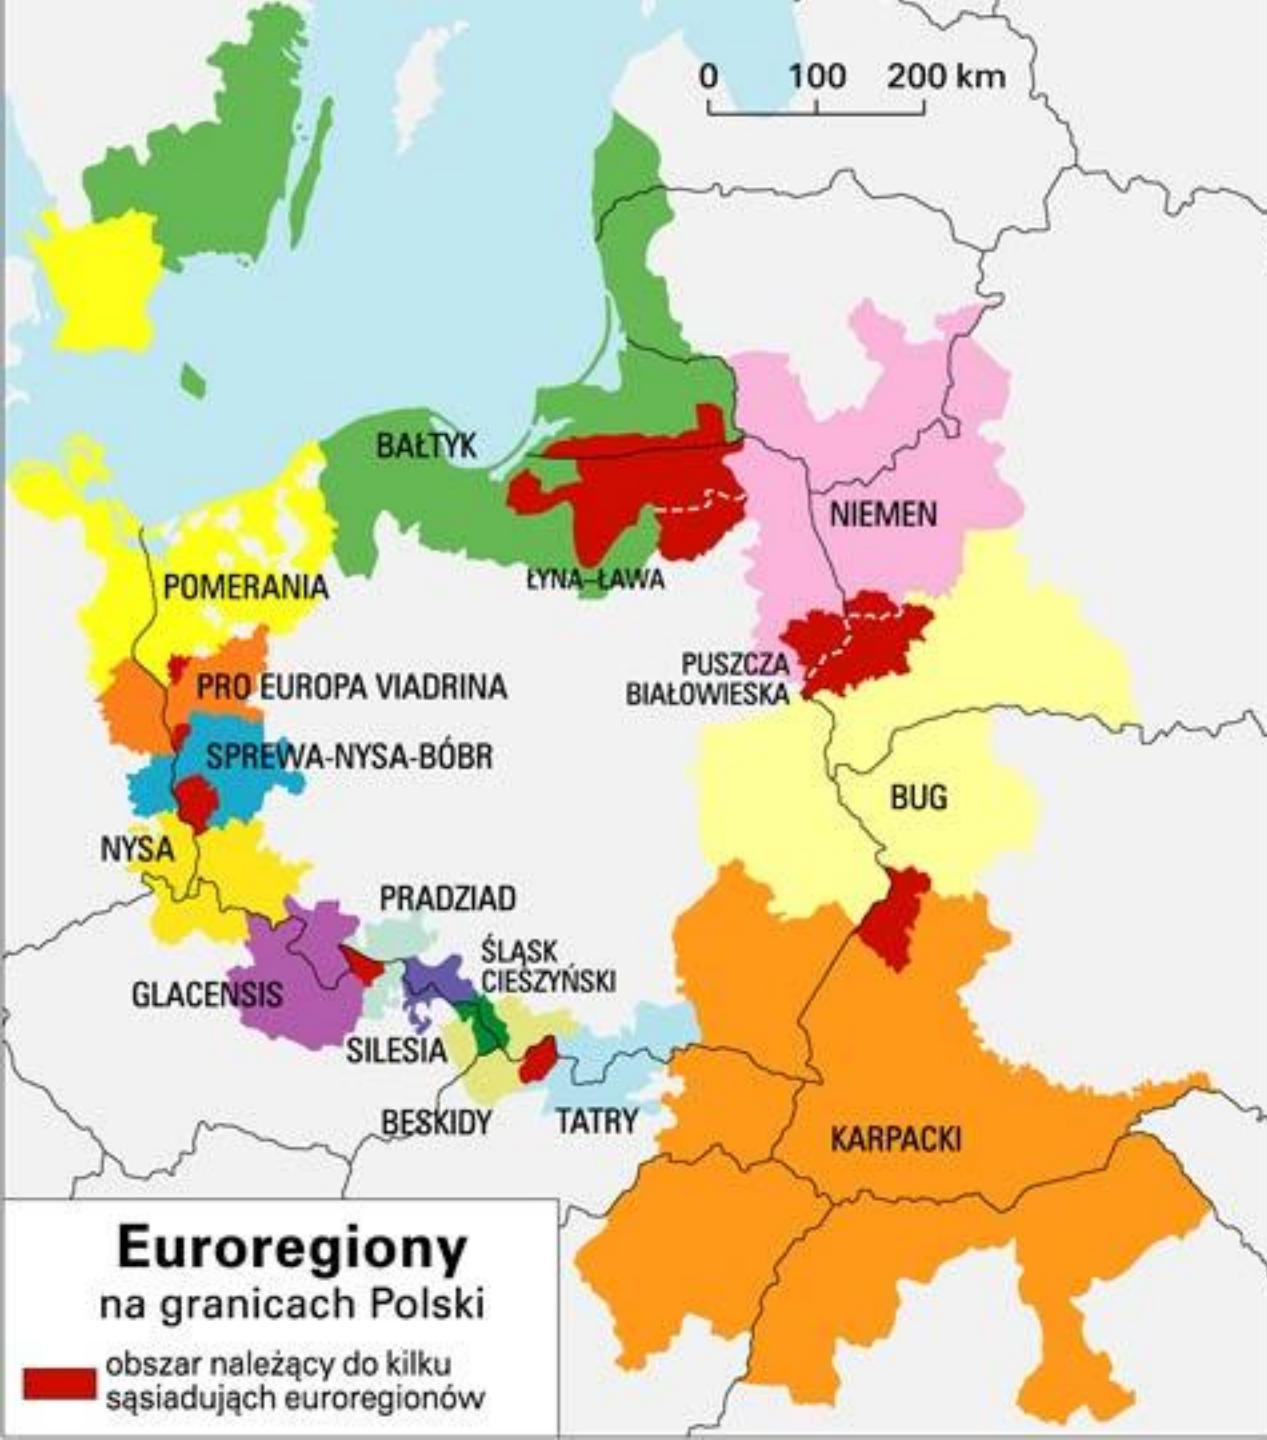 0 100 200 km
BAŁTYK
NIEMEN
ŁYNA–ŁAWA
POMERANIA
PUSZCZA
BIAŁOWIESKA
PRO EUROPA VIADRINA
SPREWA-NYSA-BÓBR
BUG
NYSA
PRADZIAD
ŚLĄSK
CIESZYŃSKI
GLACENSIS
SILESIA
BESKIDY
TATRY
KARPACKI
Euroregiony
na granicach Polski
obszar należący do kilku
sąsiadująch euroregionów